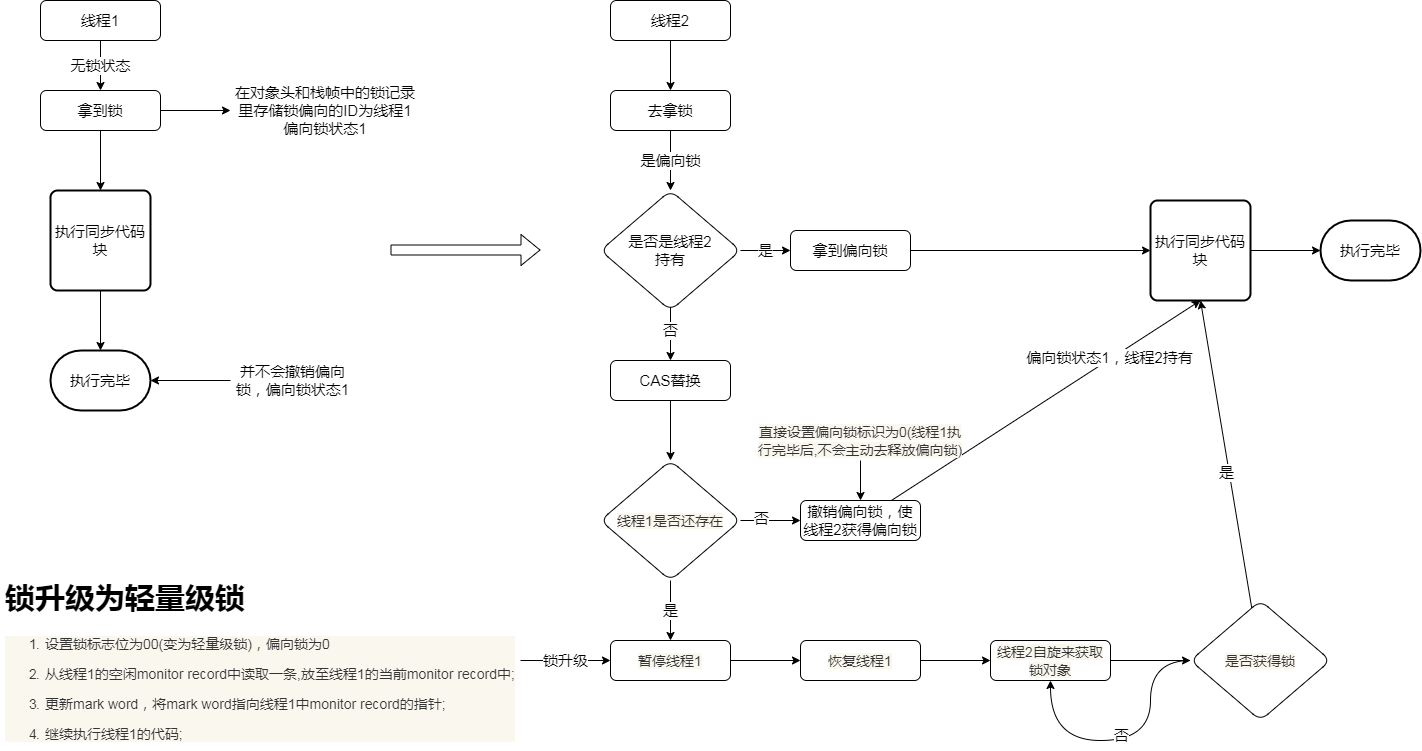 线程1
无锁状态
拿到锁
在对象头和栈帧中的锁记录
里存储锁偏向的ID为线程1
偏向锁状态1
执行同步代码
块
执行完毕
并不会撤销偏向
锁，偏向锁状态1
线程2
去拿锁
是偏向锁
是否是线程2
持有
是
拿到偏向锁
执行同步代码
块
执行完毕
否
CAS替换
偏向锁状态1，线程2持有
直接设置偏向锁标识为0(线程1执
行完毕后,不会主动去释放偏向锁)
线程1是否还存在
否
撤销偏向锁，使
线程2获得偏向锁
是
是
锁升级为轻量级锁
1. 设置锁标志位为00(变为轻量级锁)，偏向锁为0
2. 从线程1的空闲monitor record中读取一条,放至线程1的当前monitor record中;
3. 更新mark word，将mark word指向线程1中monitor record的指针;
4. 继续执行线程1的代码;
锁升级
暂停线程1
恢复线程1
线程2自旋来获取
锁对象
是否获得锁
否